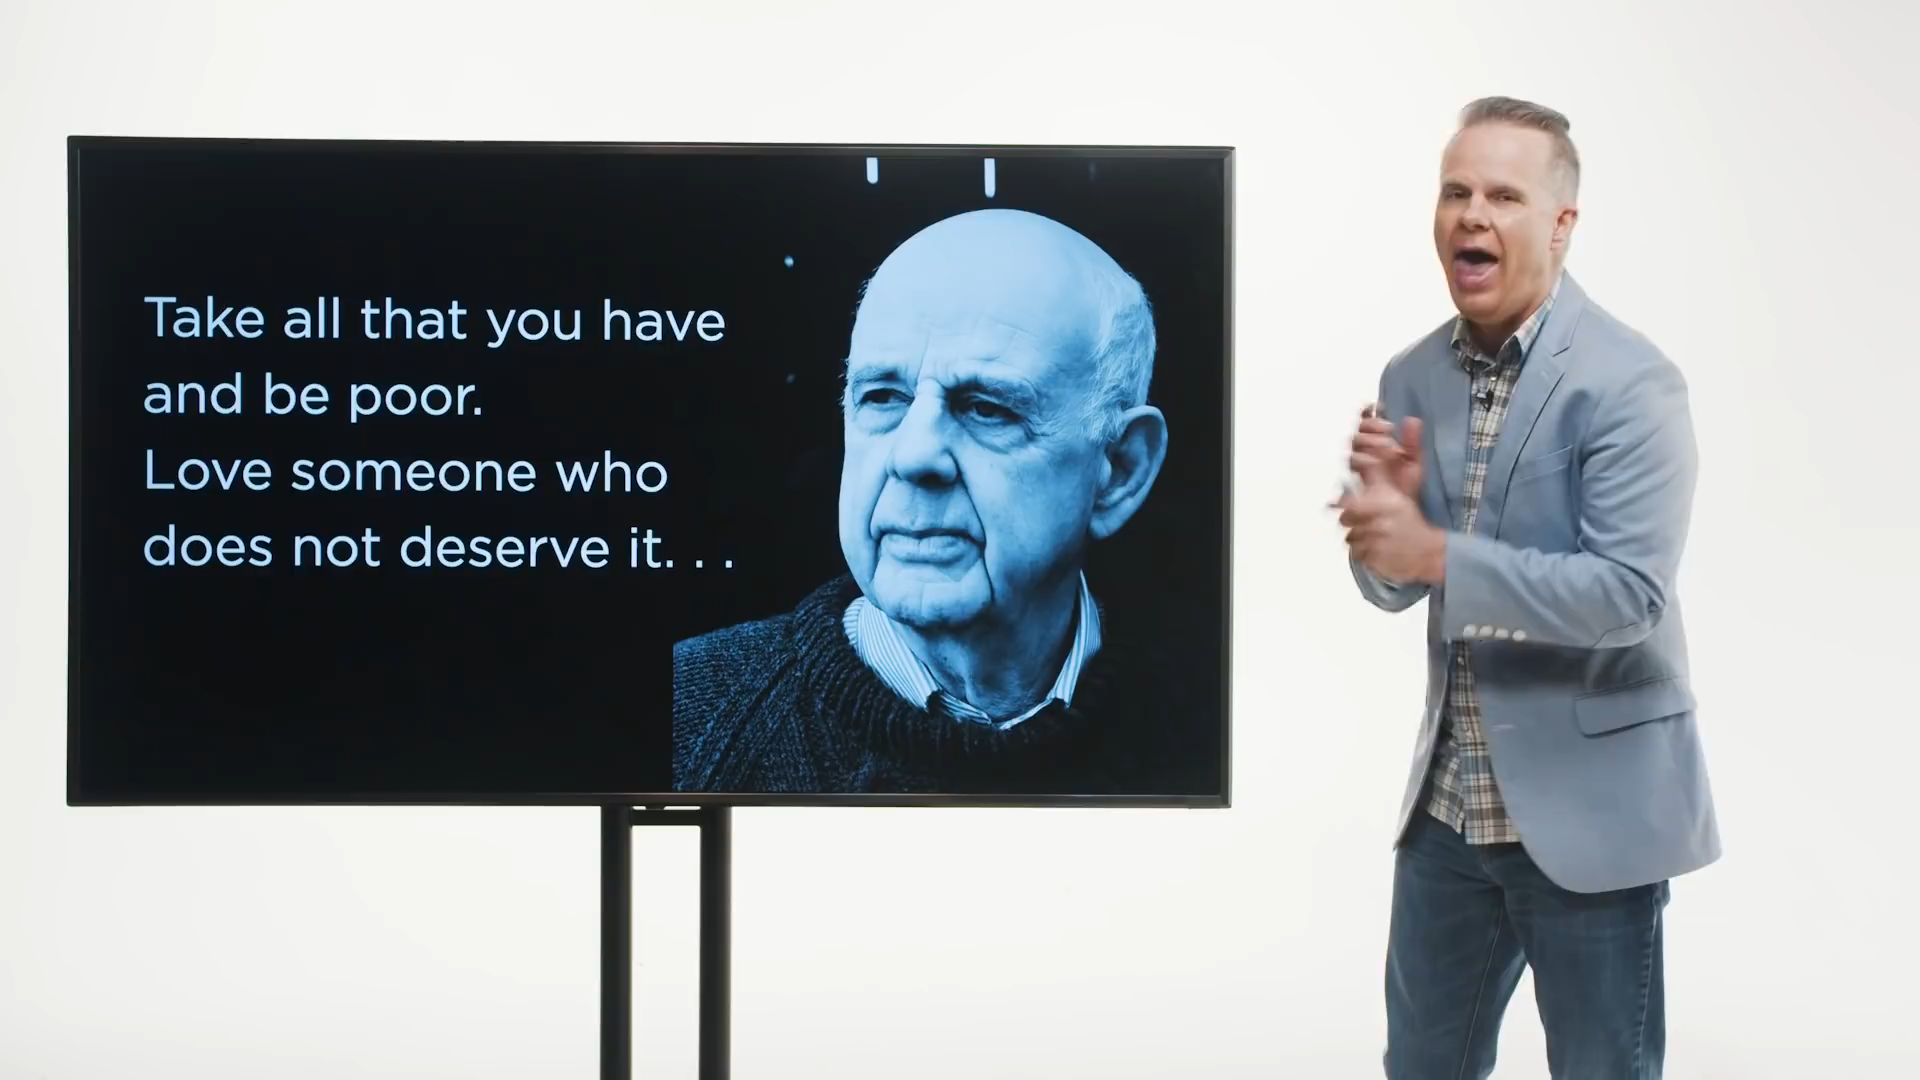 Take all that you have
and be poor.
Love someone who
does not deserve it. . .